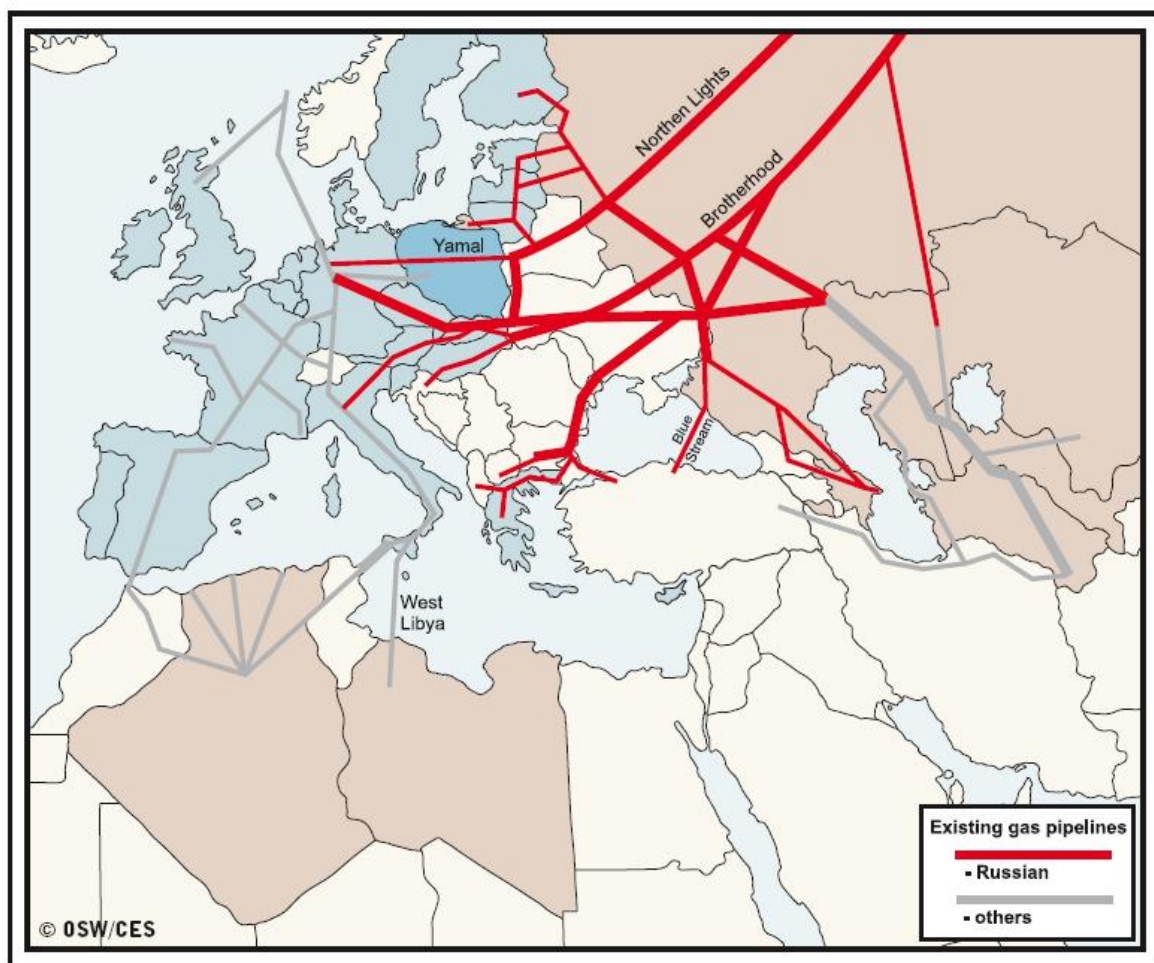 Northen Lights
Brotherhood
Yamal
Blue
Stream
West
Libya
Existing gas pipelines
- Russian
- others
© OSW/CES